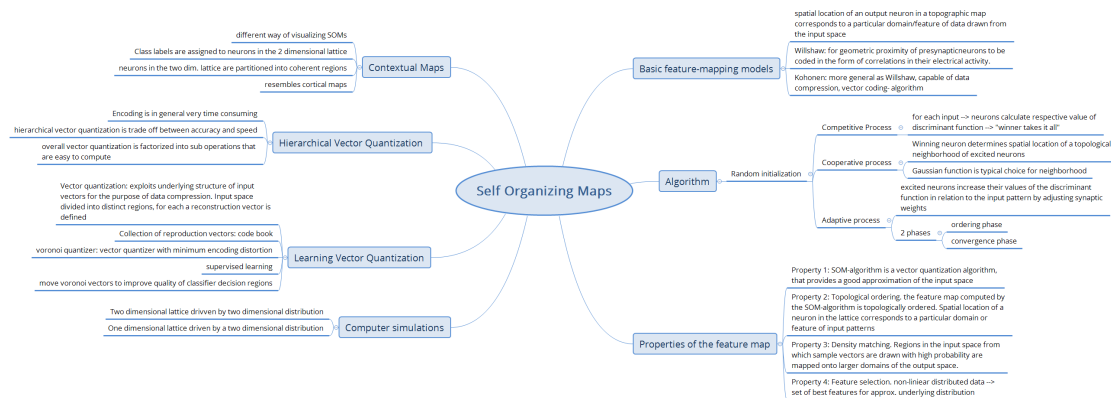 Self Organizing Maps
Contextual Maps
different way of visualizing SOMs
Class labels are assigned to neurons in the 2 dimensional lattice
neurons in the two dim. lattice are partitioned into coherent regions
resembles cortical maps
Hierarchical Vector Quantization
Encoding is in general very time consuming
hierarchical vector quantization is trade off between accuracy and speed
overall vector quantization is factorized into sub operations that
are easy to compute
Learning Vector Quantization
Vector quantization: exploits underlying structure of input
vectors for the purpose of data compression. Input space
divided into distinct regions, for each a reconstruction vector is
defined
Collection of reproduction vectors: code book
voronoi quantizer: vector quantizer with minimum encoding distortion
supervised learning
move voronoi vectors to improve quality of classifier decision regions
Computer simulations
Two dimensional lattice drivven by two dimensional distribution
One dimensional lattice driven by a two dimensional distribution
Basic feature-mapping models
spatial location of an output neuron in a topographic map
corresponds to a particular domain/feature of data drawn from
the input space
Willshaw: for geometric proximity of presynapticneurons to be
coded in the form of correlations in their electrical activity.
Kohonen: more general as Willshaw, capable of data
compression, vector coding- algorithm
Algorithm
Random initialization
Competitive Process
for each input --> neurons calculate respective value of
discriminant function --> "winner takes it all"
Cooperative process
Winning neuron determines spatial location of a topological
neighborhood of excited neurons
Gaussian function is typical choice for neighborhood
Adaptive process
excited neurons increase their values of the discriminant
function in relation to the input pattern by adjusting synaptic
weights
2 phases
ordering phase
convergence phase
Properties of the feature map
Property 1: SOM-algorithm is a vector quantization algorithm,
that provides a good approximation of the input space
Property 2: Topological ordering, the feature map computed by
the SOM-algorithm is topologically ordered. Spatial location of a
neuron in the lattice corresponds to a particular domain or
feature of input patterns
Property 3: Density matching. Regions in the input space from
which sample vectors are drawn with high probability are
mapped onto larger domains of the output space.
Property 4: Feature selection. non-liniear distributed data -->
set of best features for approx. underlying distribution